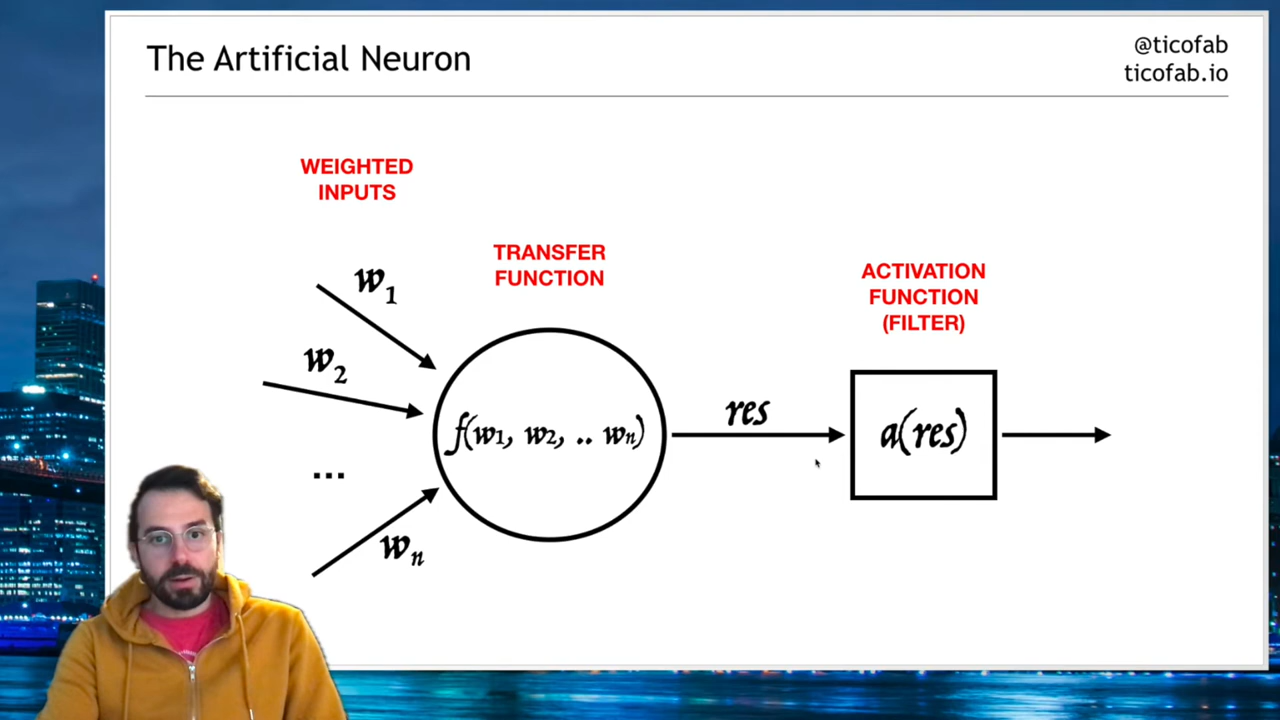 The Artificial Neuron
@ticofab
ticofab.io
WEIGHTED
INPUTS
TRANSFER
FUNCTION
ACTIVATION
FUNCTION
(FILTER)
w1
w2
...
wn
f(w1, w2, .. wn)
res
a(res)